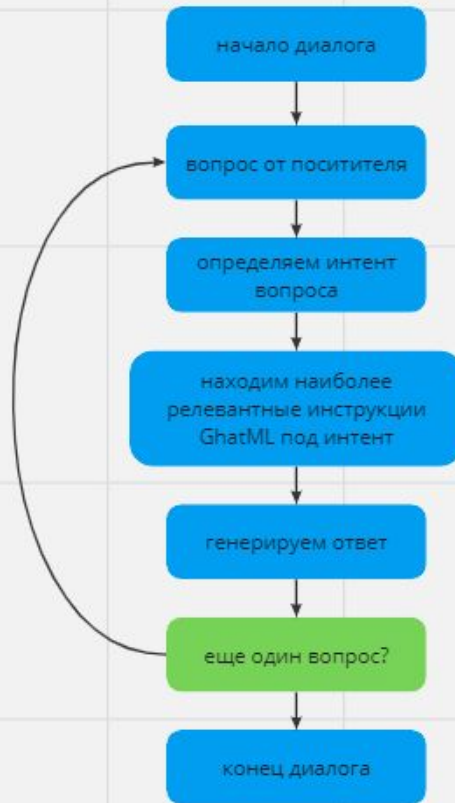 начало диалога
вопрос от поситителя
определяем интент
вопроса
находим наиболее
релевантные инструкции
GhatML под интент
генерируем ответ
еще один вопрос?
конец диалога